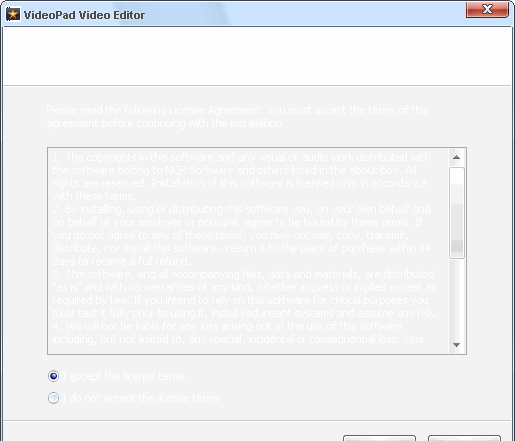 VideoPad Video Editor
Please read the following License Agreement. You must accept the terms of this
agreement before continuing with the installation.
1. The copyrights in this software and any visual or audio work distributed with
the software belong to NCH Software and others listed in the about box. All
rights are reserved. Installation of this software is licensed only in accordance
with these terms.
2. By installing, using or distributing this software you, on your own behalf and
on behalf of your employer or principal, agree to be bound by these terms. If
you do not agree to any of these terms, you may not use, copy, transmit,
distribute, nor install this software - return it to the place of purchase within 14
days to receive a full refund.
3. This software, and all accompanying files, data and materials, are distributed
"as is" and with no warranties of any kind, whether express or implied except as
required by law. If you intend to rely on this software for critical purposes you
must test it fully prior to using it, install redundant systems and assume any risk.
4. We will not be liable for any loss arising out of the use of this software
including, but not limited to, any special, incidental or consequential loss. Your
I accept the license terms
I do not accept the license terms